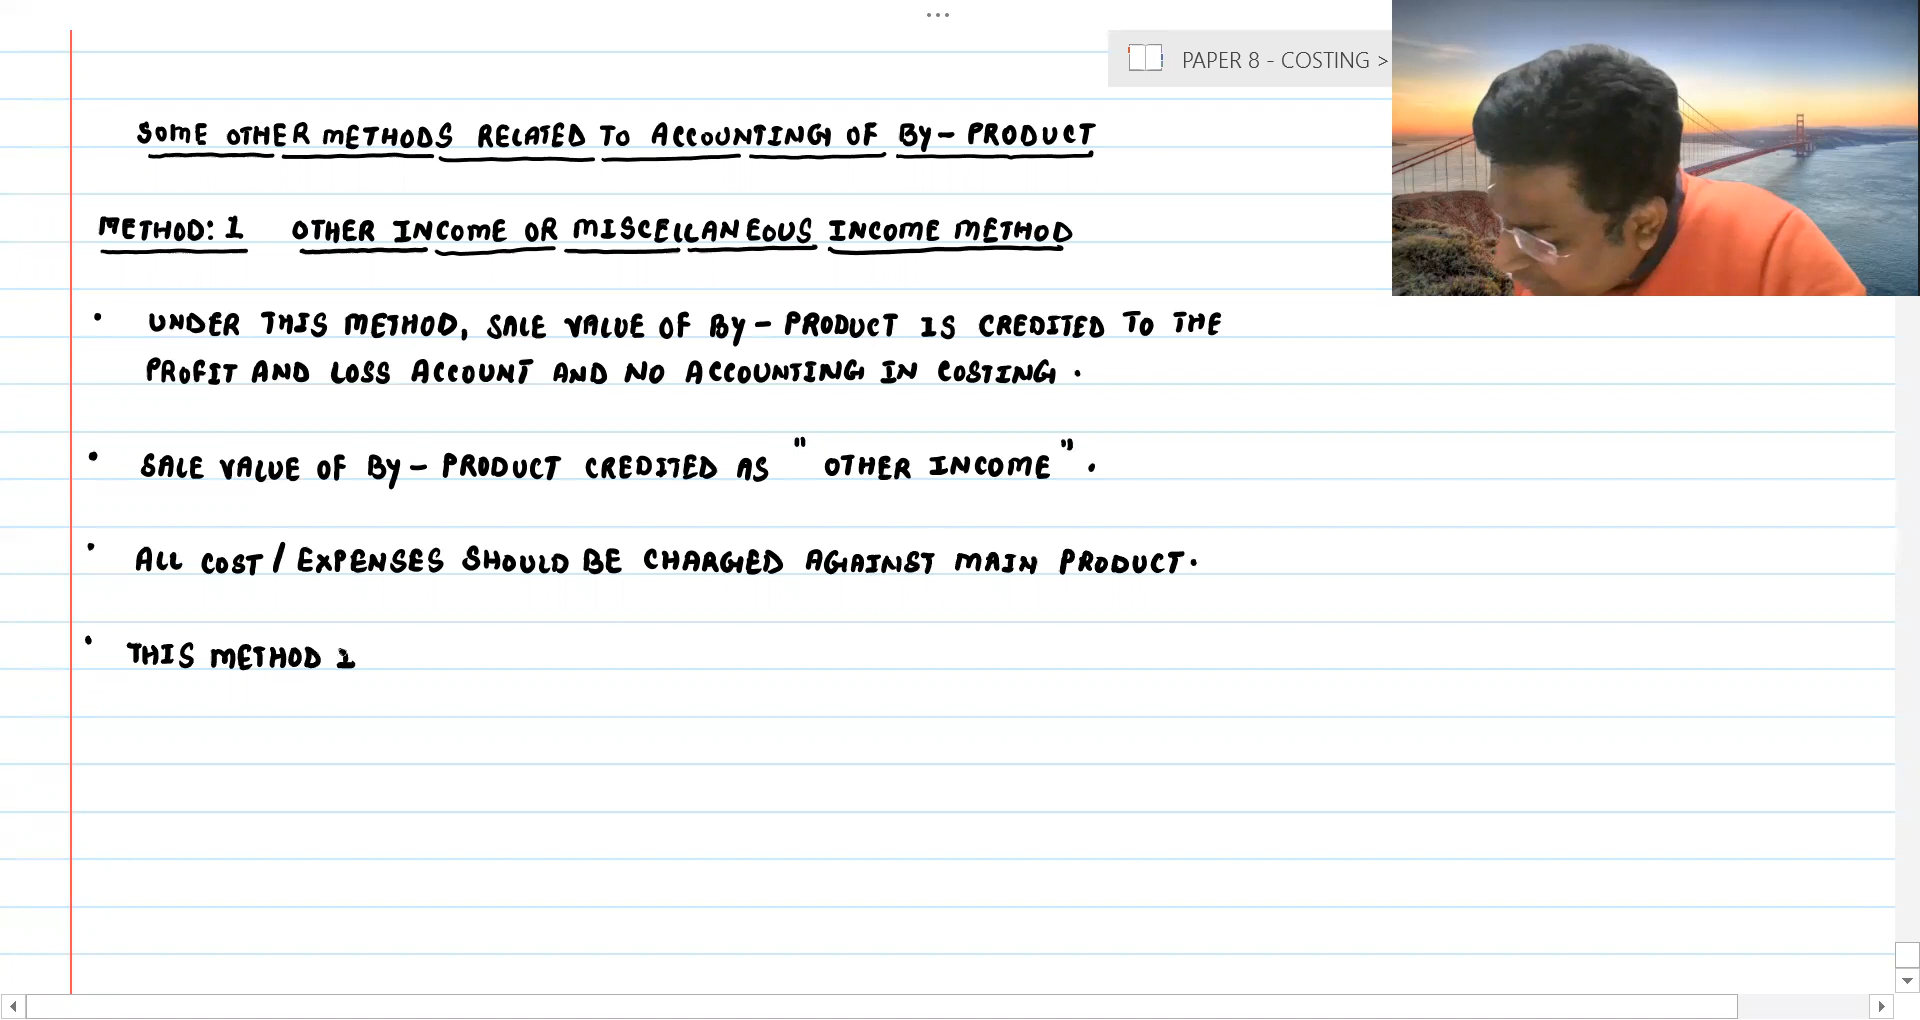 PAPER 8 - COSTING >
SOME OTHER METHODS RELATED TO ACCOUNTING OF BY-PRODUCT
METHOD: 1 OTHER INCOME OR MISCELLANEOUS INCOME METHOD
• UNDER THIS METHOD, SALE VALUE OF BY-PRODUCT IS CREDITED TO THE
PROFIT AND LOSS ACCOUNT AND NO ACCOUNTING IN COSTING.
• SALE VALUE OF BY-PRODUCT CREDITED AS "OTHER INCOME".
• ALL COST/EXPENSES SHOULD BE CHARGED AGAINST MAIN PRODUCT.
• THIS METHOD I